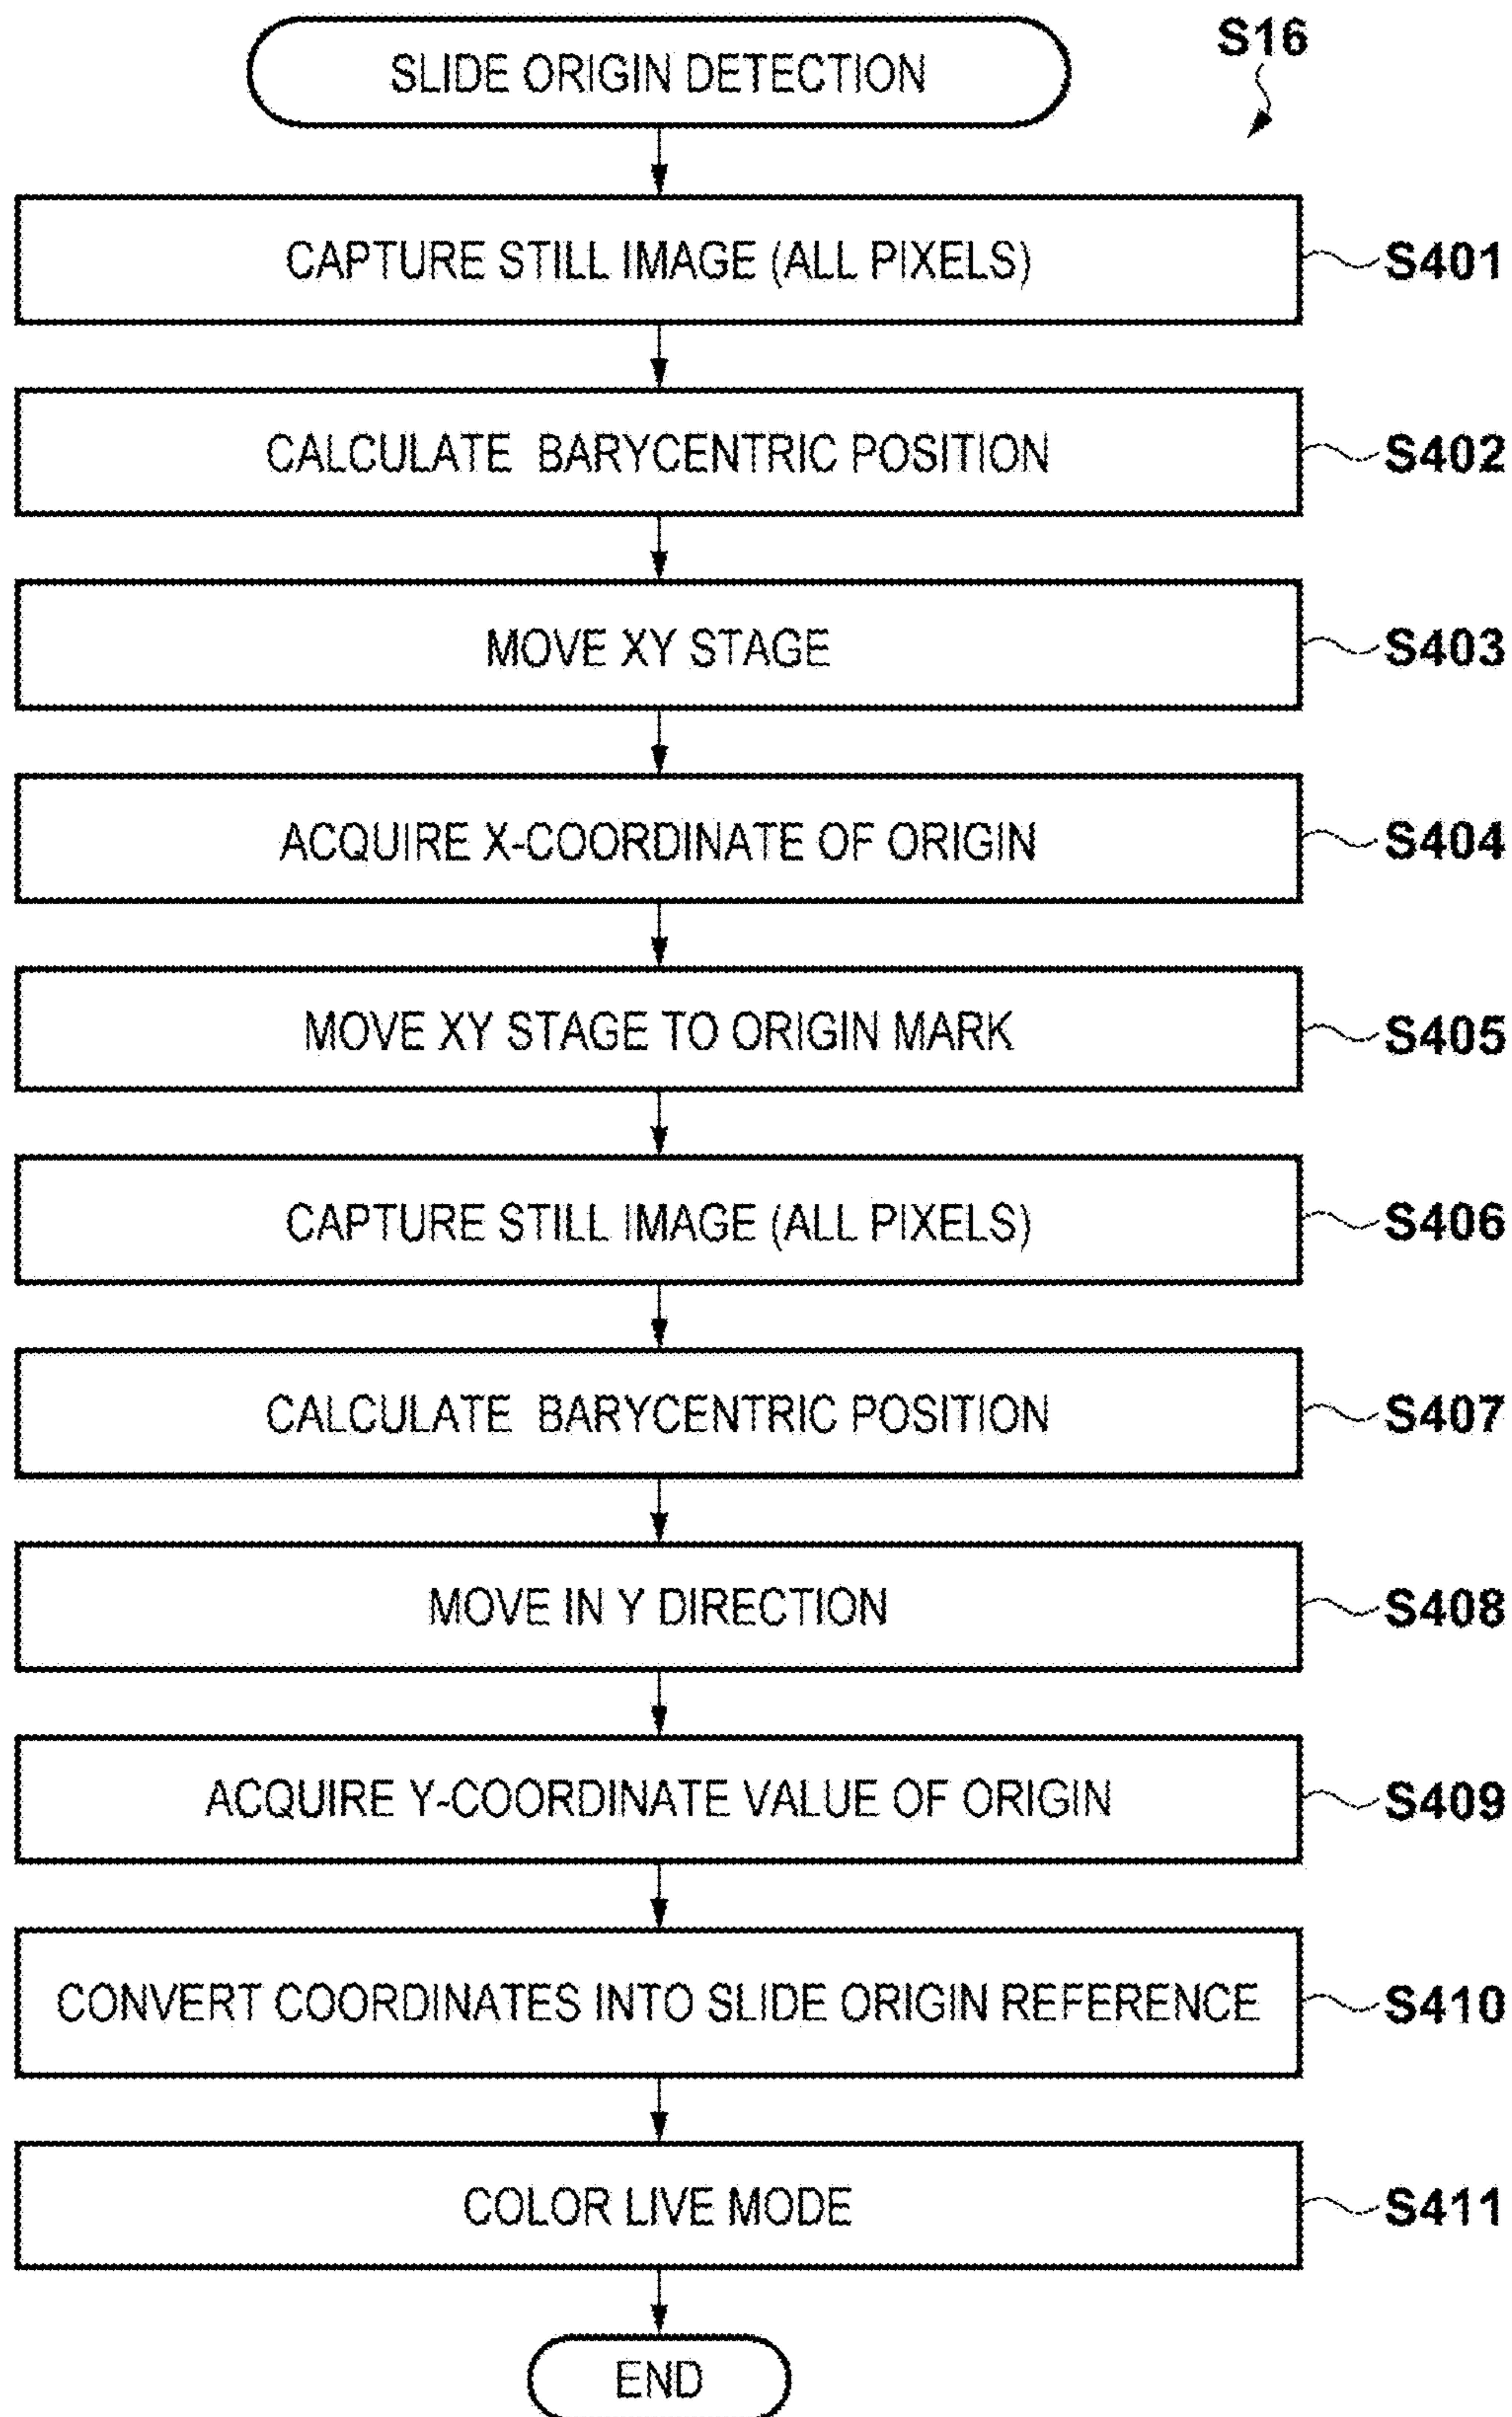 SLIDE ORIGIN DETECTION
S16
CAPTURE STILL IMAGE (ALL PIXELS)
S401
CALCULATE BARYCENTRIC POSITION
S402
MOVE XY STAGE
S403
ACQUIRE X-COORDINATE OF ORIGIN
S404
MOVE XY STAGE TO ORIGIN MARK
S405
CAPTURE STILL IMAGE (ALL PIXELS)
S406
CALCULATE BARYCENTRIC POSITION
S407
MOVE IN Y DIRECTION
S408
ACQUIRE Y-COORDINATE VALUE OF ORIGIN
S409
CONVERT COORDINATES INTO SLIDE ORIGIN REFERENCE
S410
COLOR LIVE MODE
S411
END